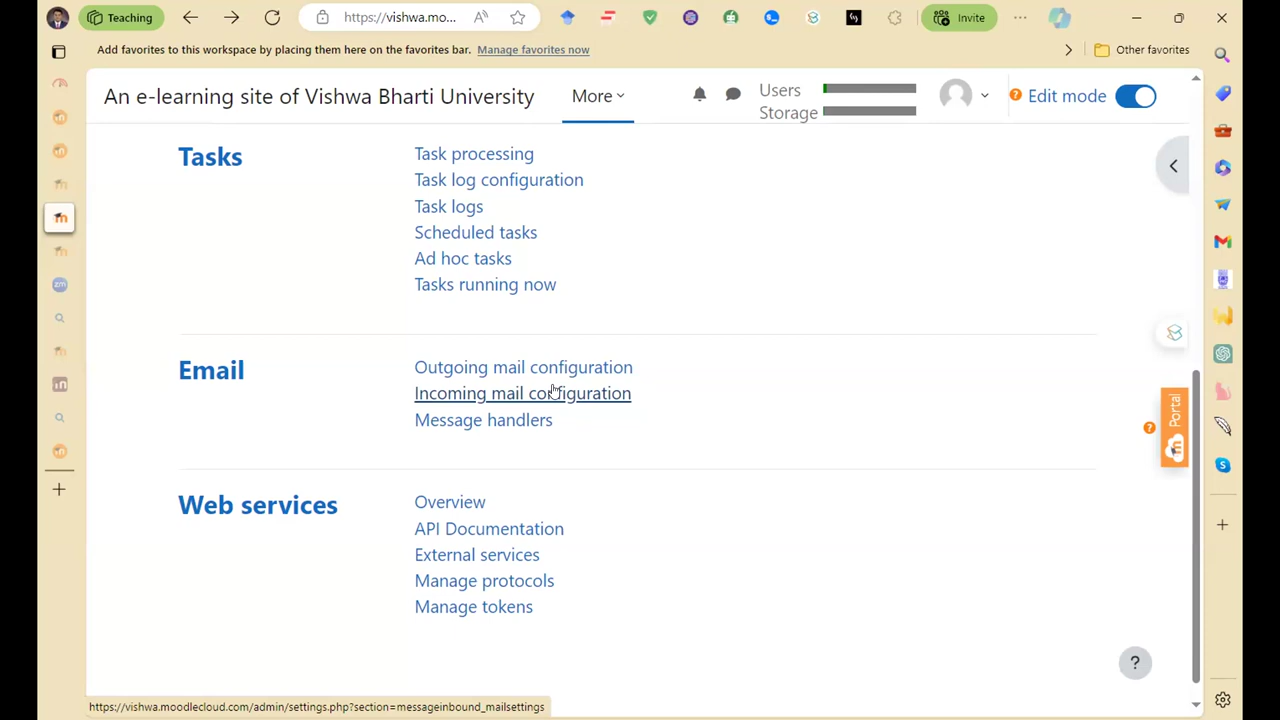 Teaching
https://vishwa.mo...
Invite
Add favorites to this workspace by placing them here on the favorites bar. Manage favorites now
Other favorites
An e-learning site of Vishwa Bharti University
More
Users
Storage
Edit mode
Tasks
Task processing
Task log configuration
Task logs
Scheduled tasks
Ad hoc tasks
Tasks running now
Email
Outgoing mail configuration
Incoming mail configuration
Message handlers
Portal
Web services
Overview
API Documentation
External services
Manage protocols
Manage tokens
?
https://vishwa.moodlecloud.com/admin/settings.php?section=messageinbound_mailsettings